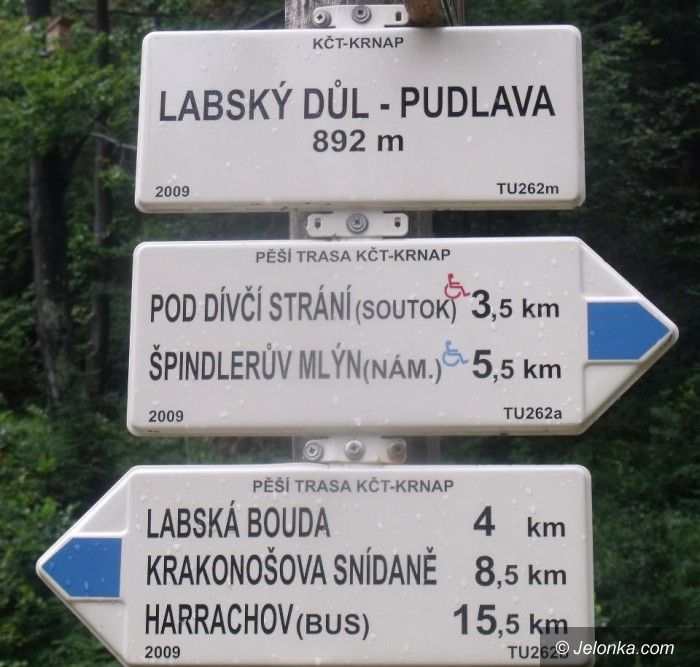 KČT-KRNAP
LABSKÝ DŮL - PUDLAVA
892 m
2009 TU262m
PĚŠÍ TRASA KČT-KRNAP
POD DÍVČÍ STRÁNÍ (SOUTOK) 3,5 km
ŠPINDLERŮV MLÝN (NÁM.) 5,5 km
2009 TU262a
PĚŠÍ TRASA KČT-KRNAP
LABSKÁ BOUDA 4 km
KRAKONOŠOVA SNÍDANĚ 8,5 km
HARRACHOV (BUS) 15,5 km
2009
© Jelonka.com